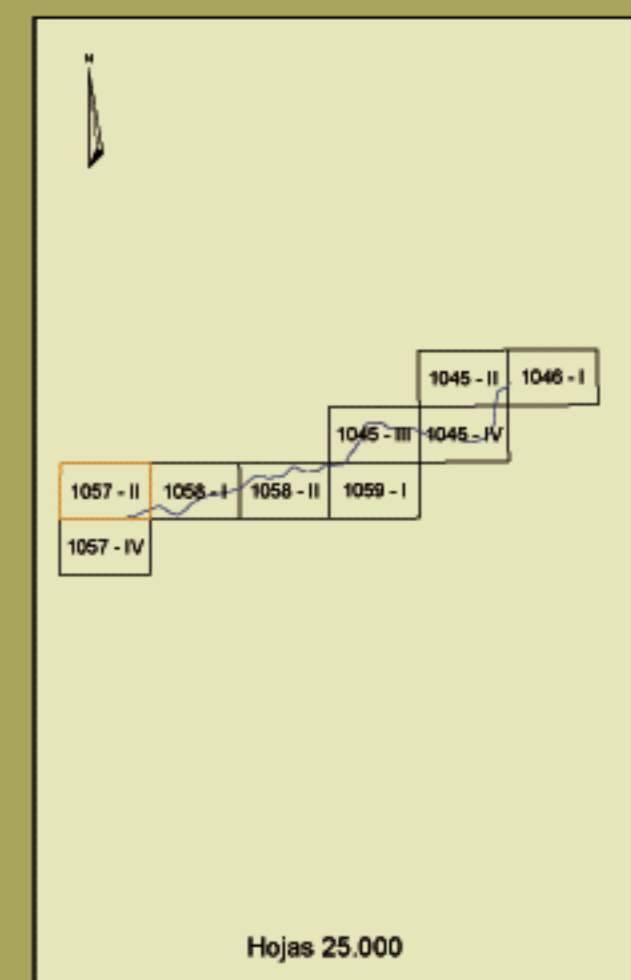 N
1045 - II 1046 - I
1045 - III 1045 - IV
1057 - II 1058 - I 1058 - II 1059 - I
1057 - IV
Hojas 25.000